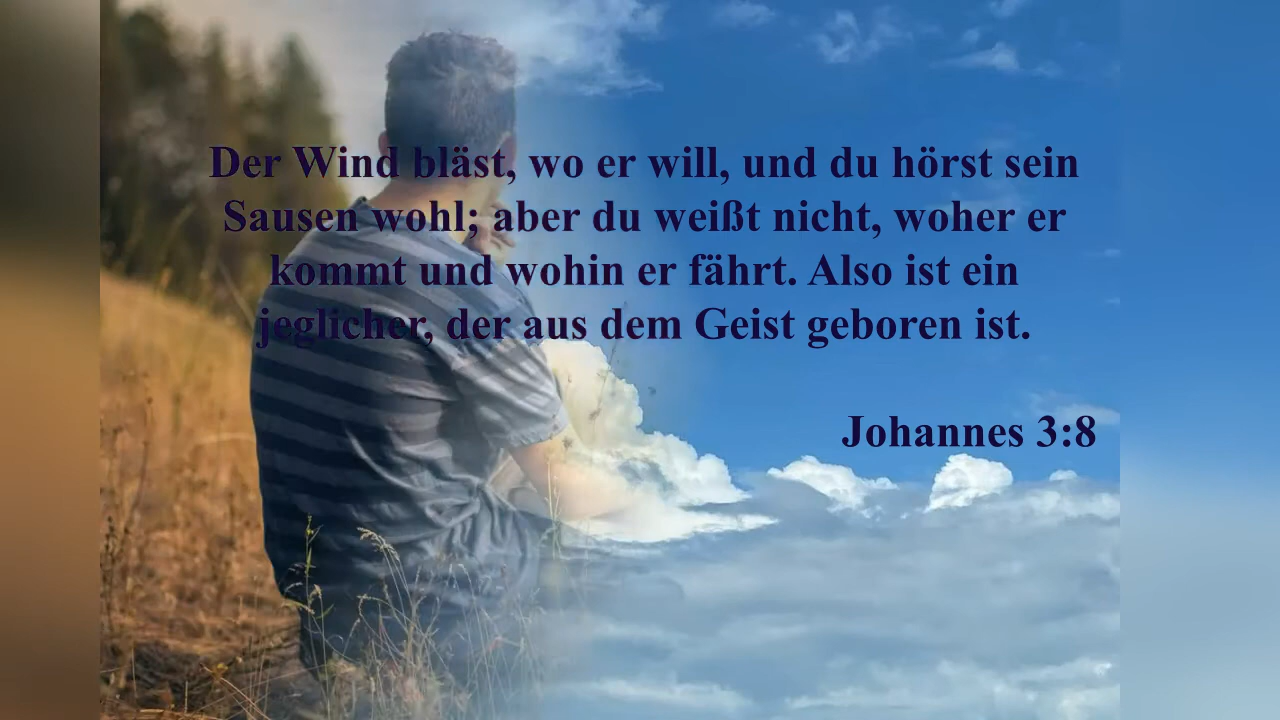 Der Wind bläst, wo er will, und du hörst sein
Sausen wohl; aber du weißt nicht, woher er
kommt und wohin er fährt. Also ist ein
jeglicher, der aus dem Geist geboren ist.
Johannes 3:8